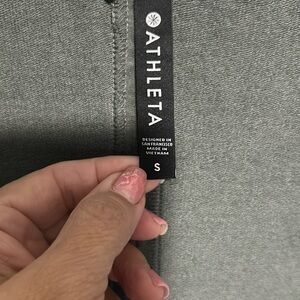 ATHLETA
DESIGNED IN
SAN FRANCISCO
MADE IN
VIETNAM
S